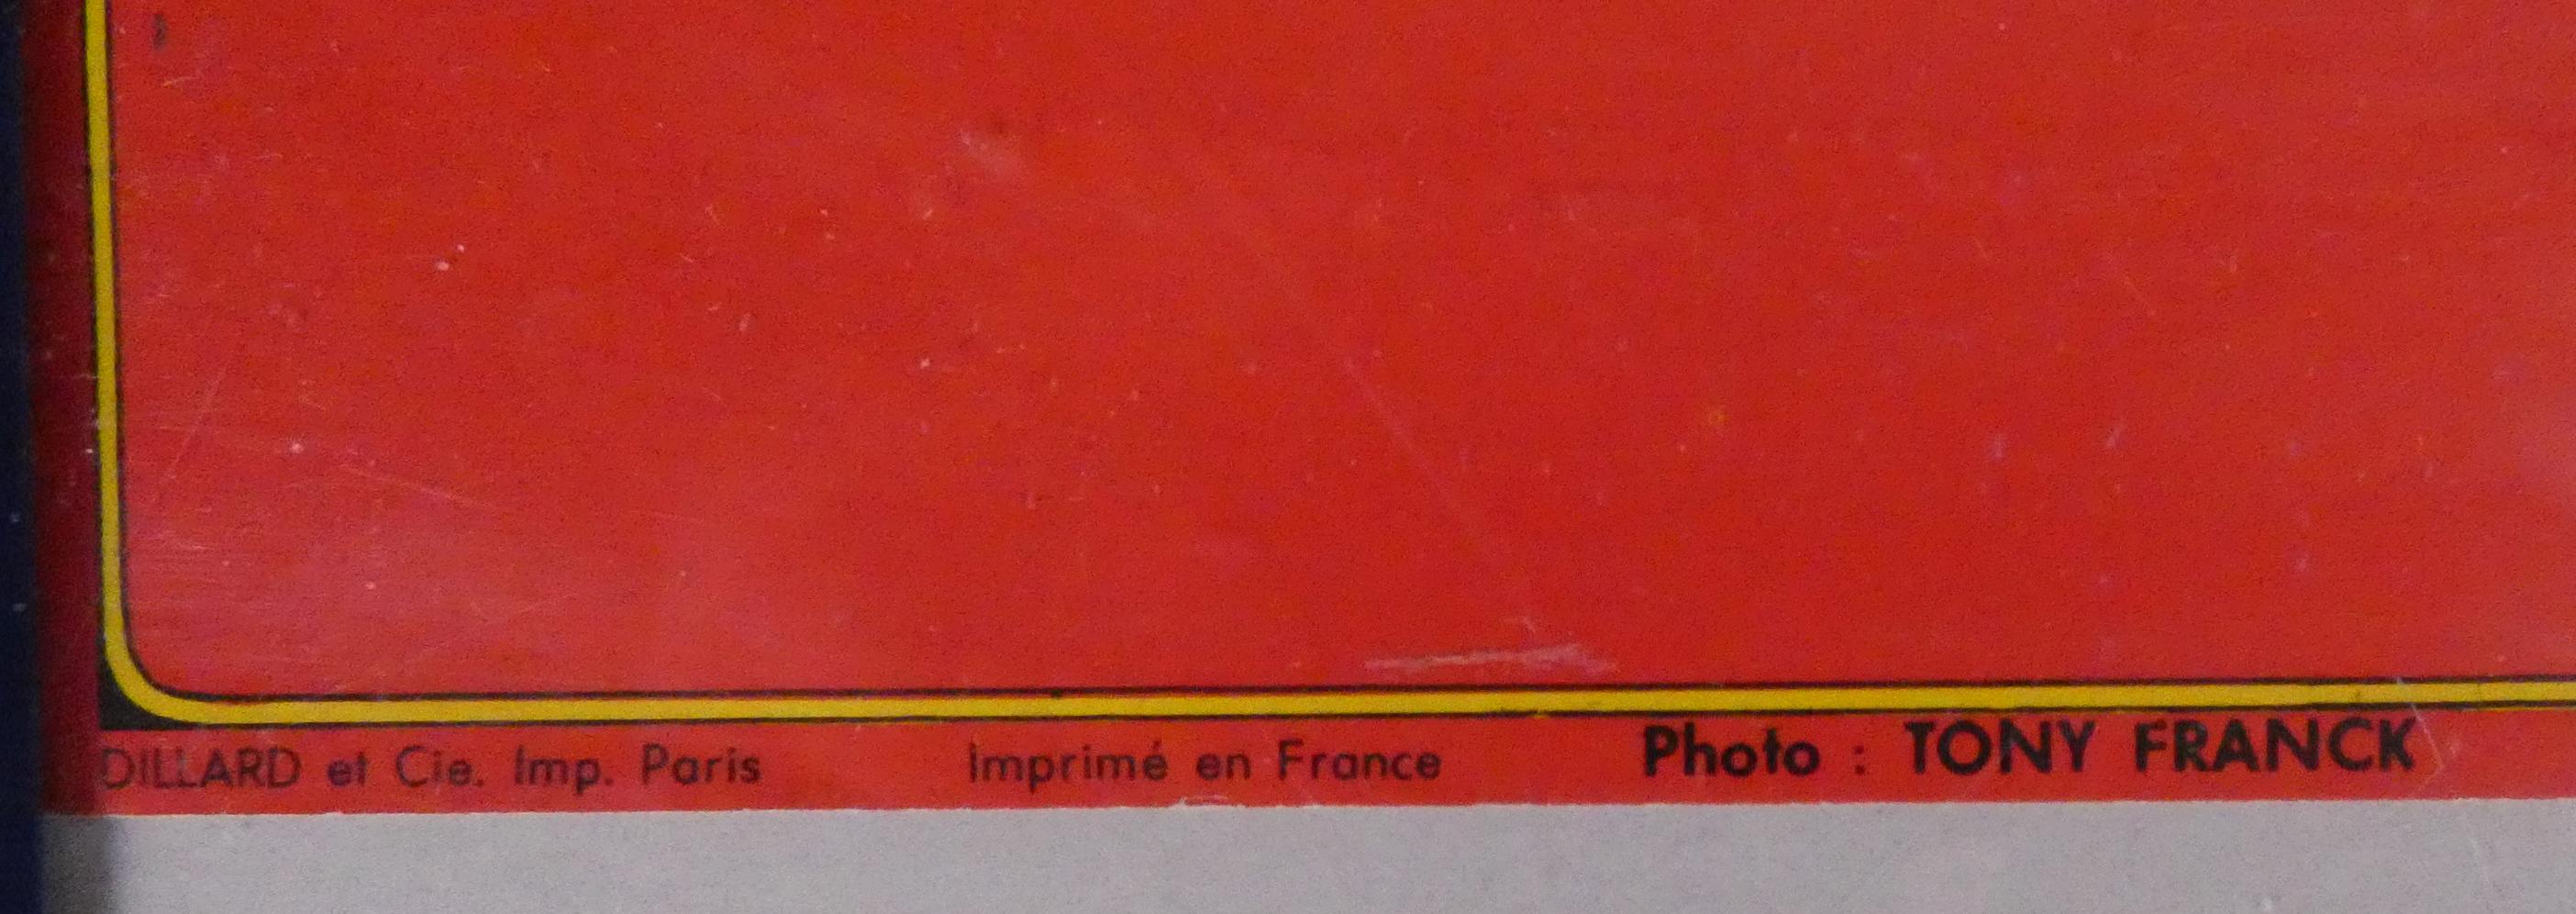 DILLARD et Cie. Imp. Paris Imprimé en France Photo : TONY FRANCK